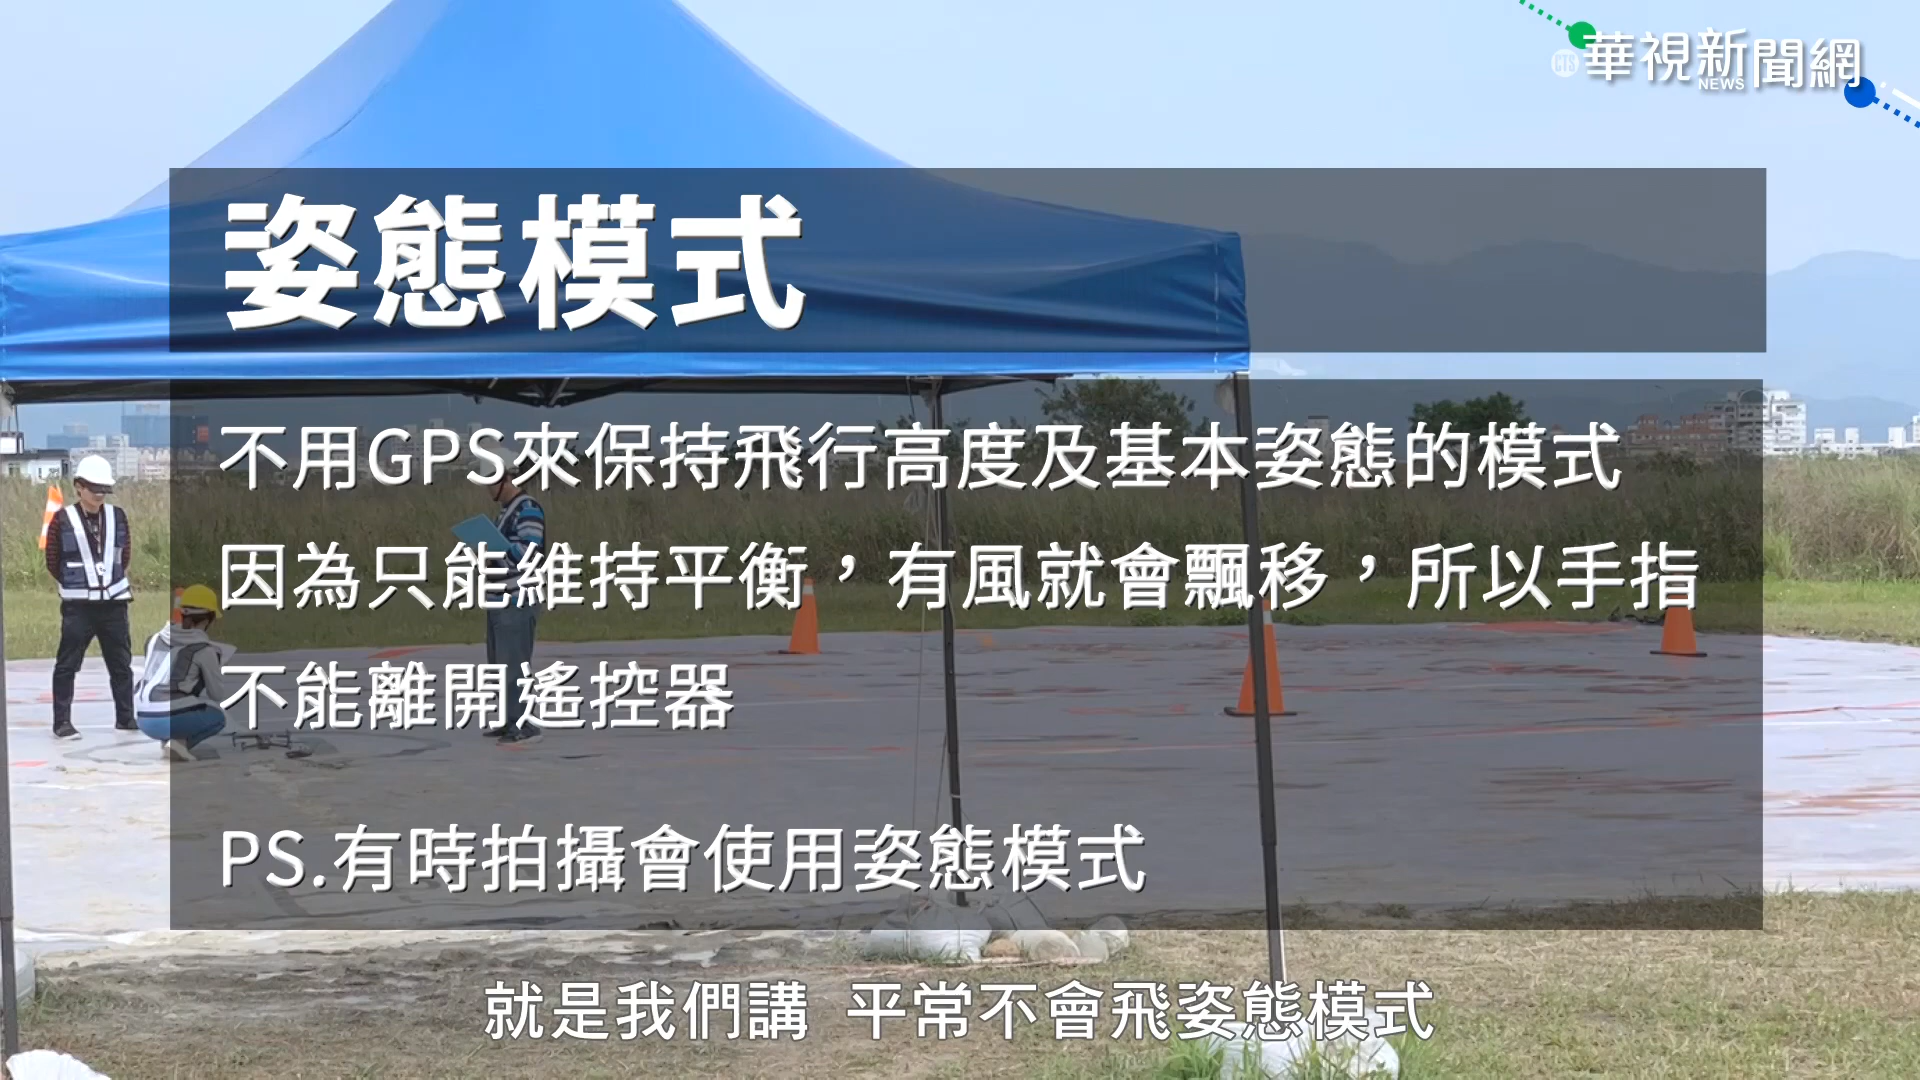 CTS 華視新聞網
NEWS
姿態模式
不用GPS來保持飛行高度及基本姿態的模式
因為只能維持平衡，有風就會飄移，所以手指
不能離開遙控器
PS.有時拍攝會使用姿態模式
就是我們講 平常不會飛姿態模式